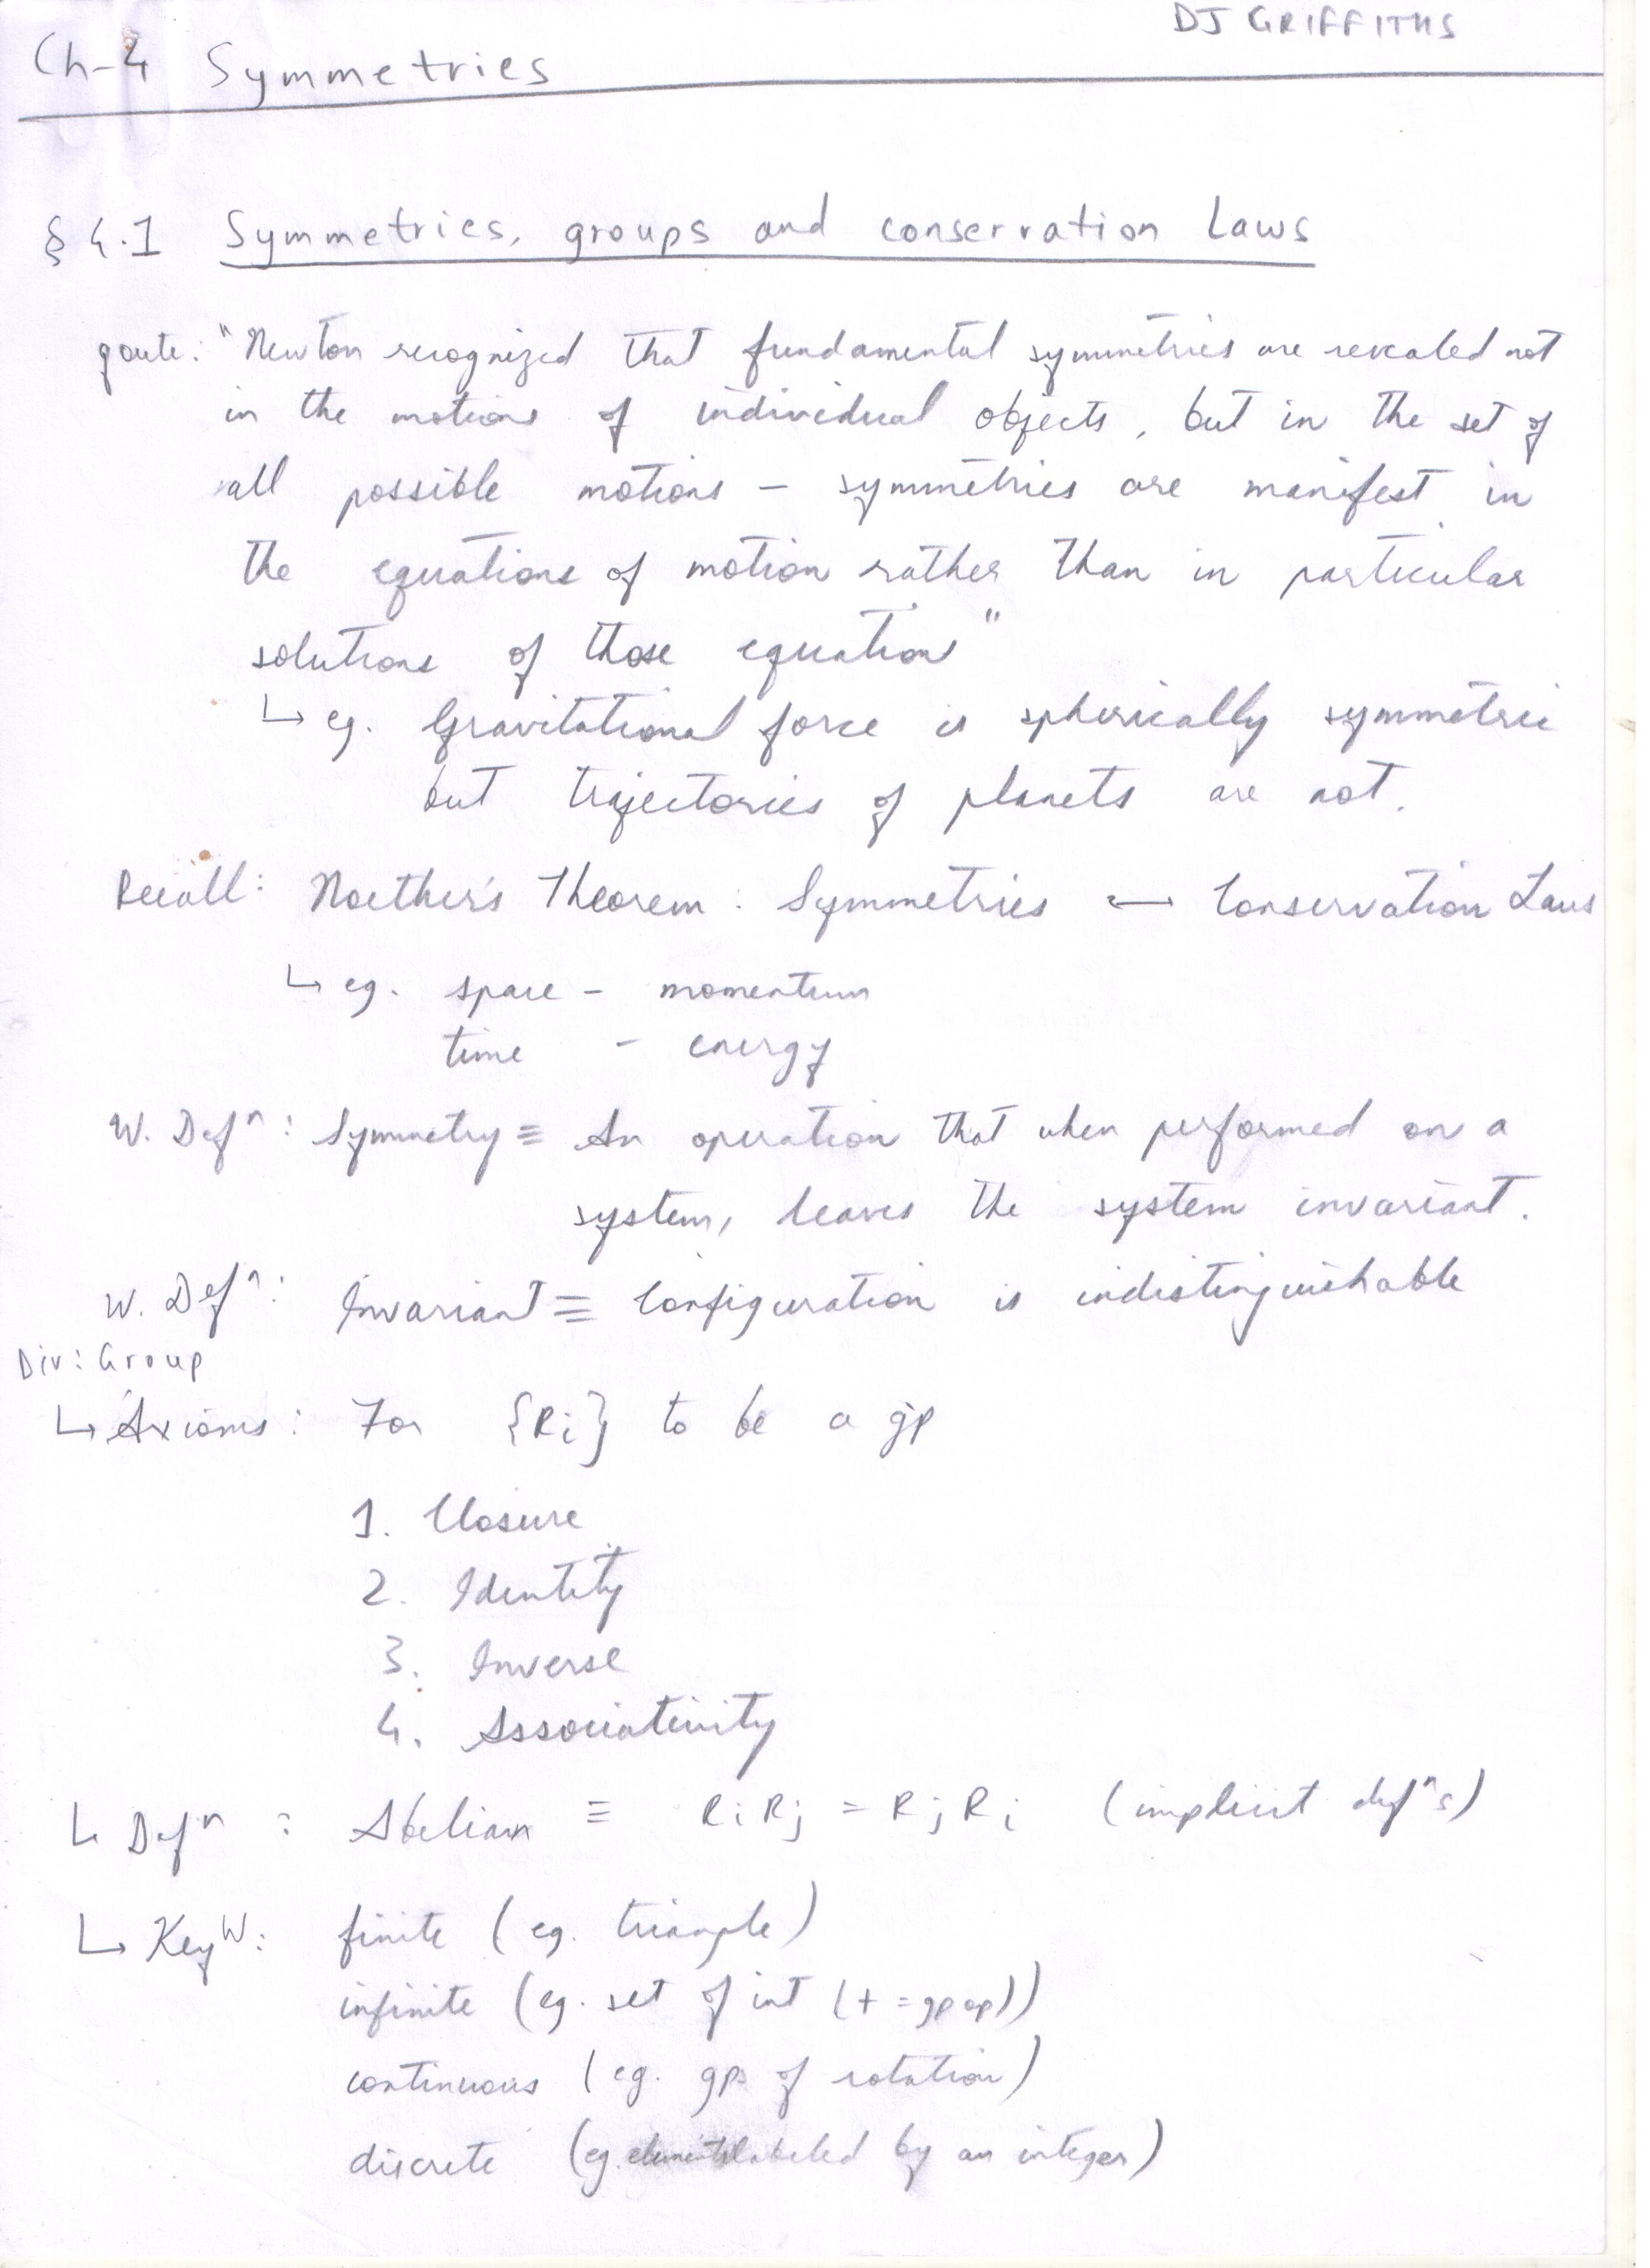 DJ GRIFFITHS
Ch-4 Symmetries
§ 4.1 Symmetries, groups and conservation Laws
qoute: "Newton recognized that fundamental symmetries are revealed not
in the motions of individual objects, but in the set of
all possible motions – symmetries are manifest in
the equations of motion rather than in particular
solutions of those equations"
↳ eg. Gravitational force is spherically symmetric
but trajectories of planets are not.
Recall: Noether's Theorem : Symmetries ↔ Conservation Laws
↳ eg. space – momentum
time – energy
W. Defⁿ : Symmetry ≡ An operation that when performed on a
system, leaves the system invariant.
W. Defⁿ : Invariant ≡ Configuration is indistinguishable
Div: Group
↳ Axioms: For {Ri} to be a gp
1. Closure
2. Identity
3. Inverse
4. Associativity
↳ Defⁿ : Abelian ≡ RiRj = RjRi (implicit defⁿs)
↳ Keyᵂ: finite (eg. triangle)
infinite (eg. set of int (+ = gp op))
continuous (eg. gp of rotation)
discrete (eg. elements labeled by an integer)